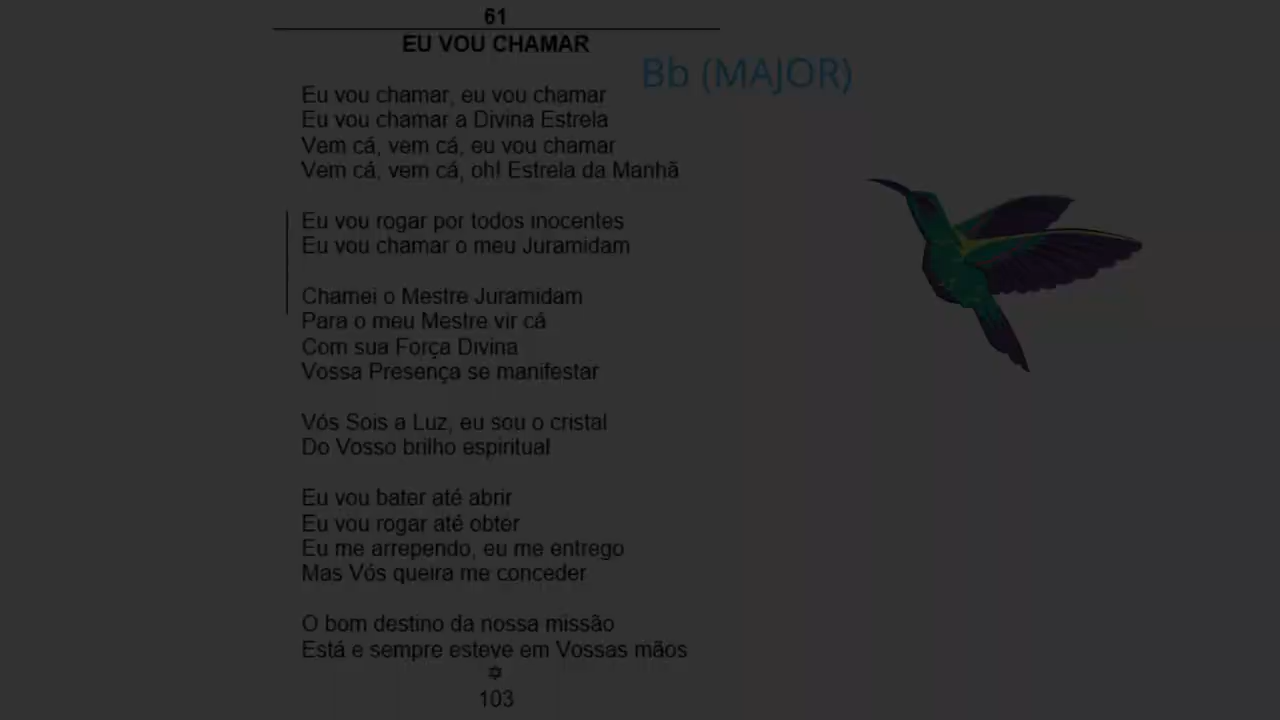 61
EU VOU CHAMAR
Bb (MAJOR)
Eu vou chamar, eu vou chamar
Eu vou chamar a Divina Estrela
Vem cá, vem cá, eu vou chamar
Vem cá, vem cá, oh! Estrela da Manhã
Eu vou rogar por todos inocentes
Eu vou chamar o meu Juramidam
Chamei o Mestre Juramidam
Para o meu Mestre vir cá
Com sua Força Divina
Vossa Presença se manifestar
Vós Sois a Luz, eu sou o cristal
Do Vosso brilho espiritual
Eu vou bater até abrir
Eu vou rogar até obter
Eu me arrependo, eu me entrego
Mas Vós queira me conceder
O bom destino da nossa missão
Está e sempre esteve em Vossas mãos
103